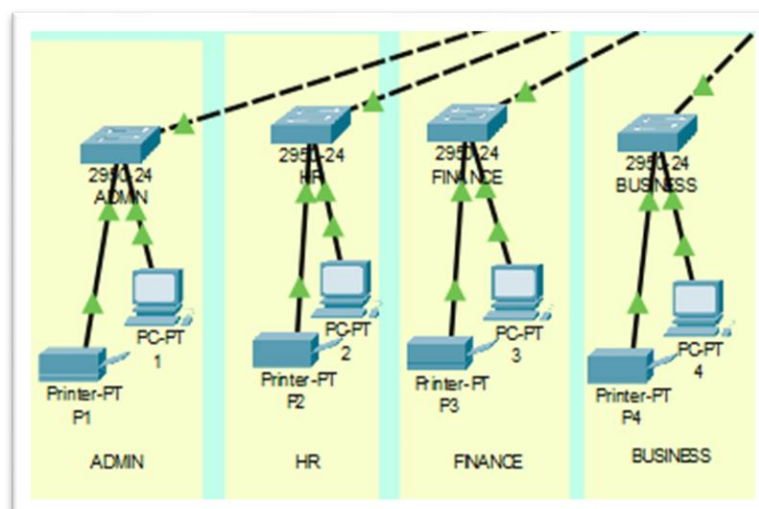 2950-24
ADMIN
PC-PT
1
Printer-PT
P1
ADMIN
2950-24
HR
PC-PT
2
Printer-PT
P2
HR
2950-24
FINANCE
PC-PT
3
Printer-PT
P3
FINANCE
2950-24
BUSINESS
PC-PT
4
Printer-PT
P4
BUSINESS